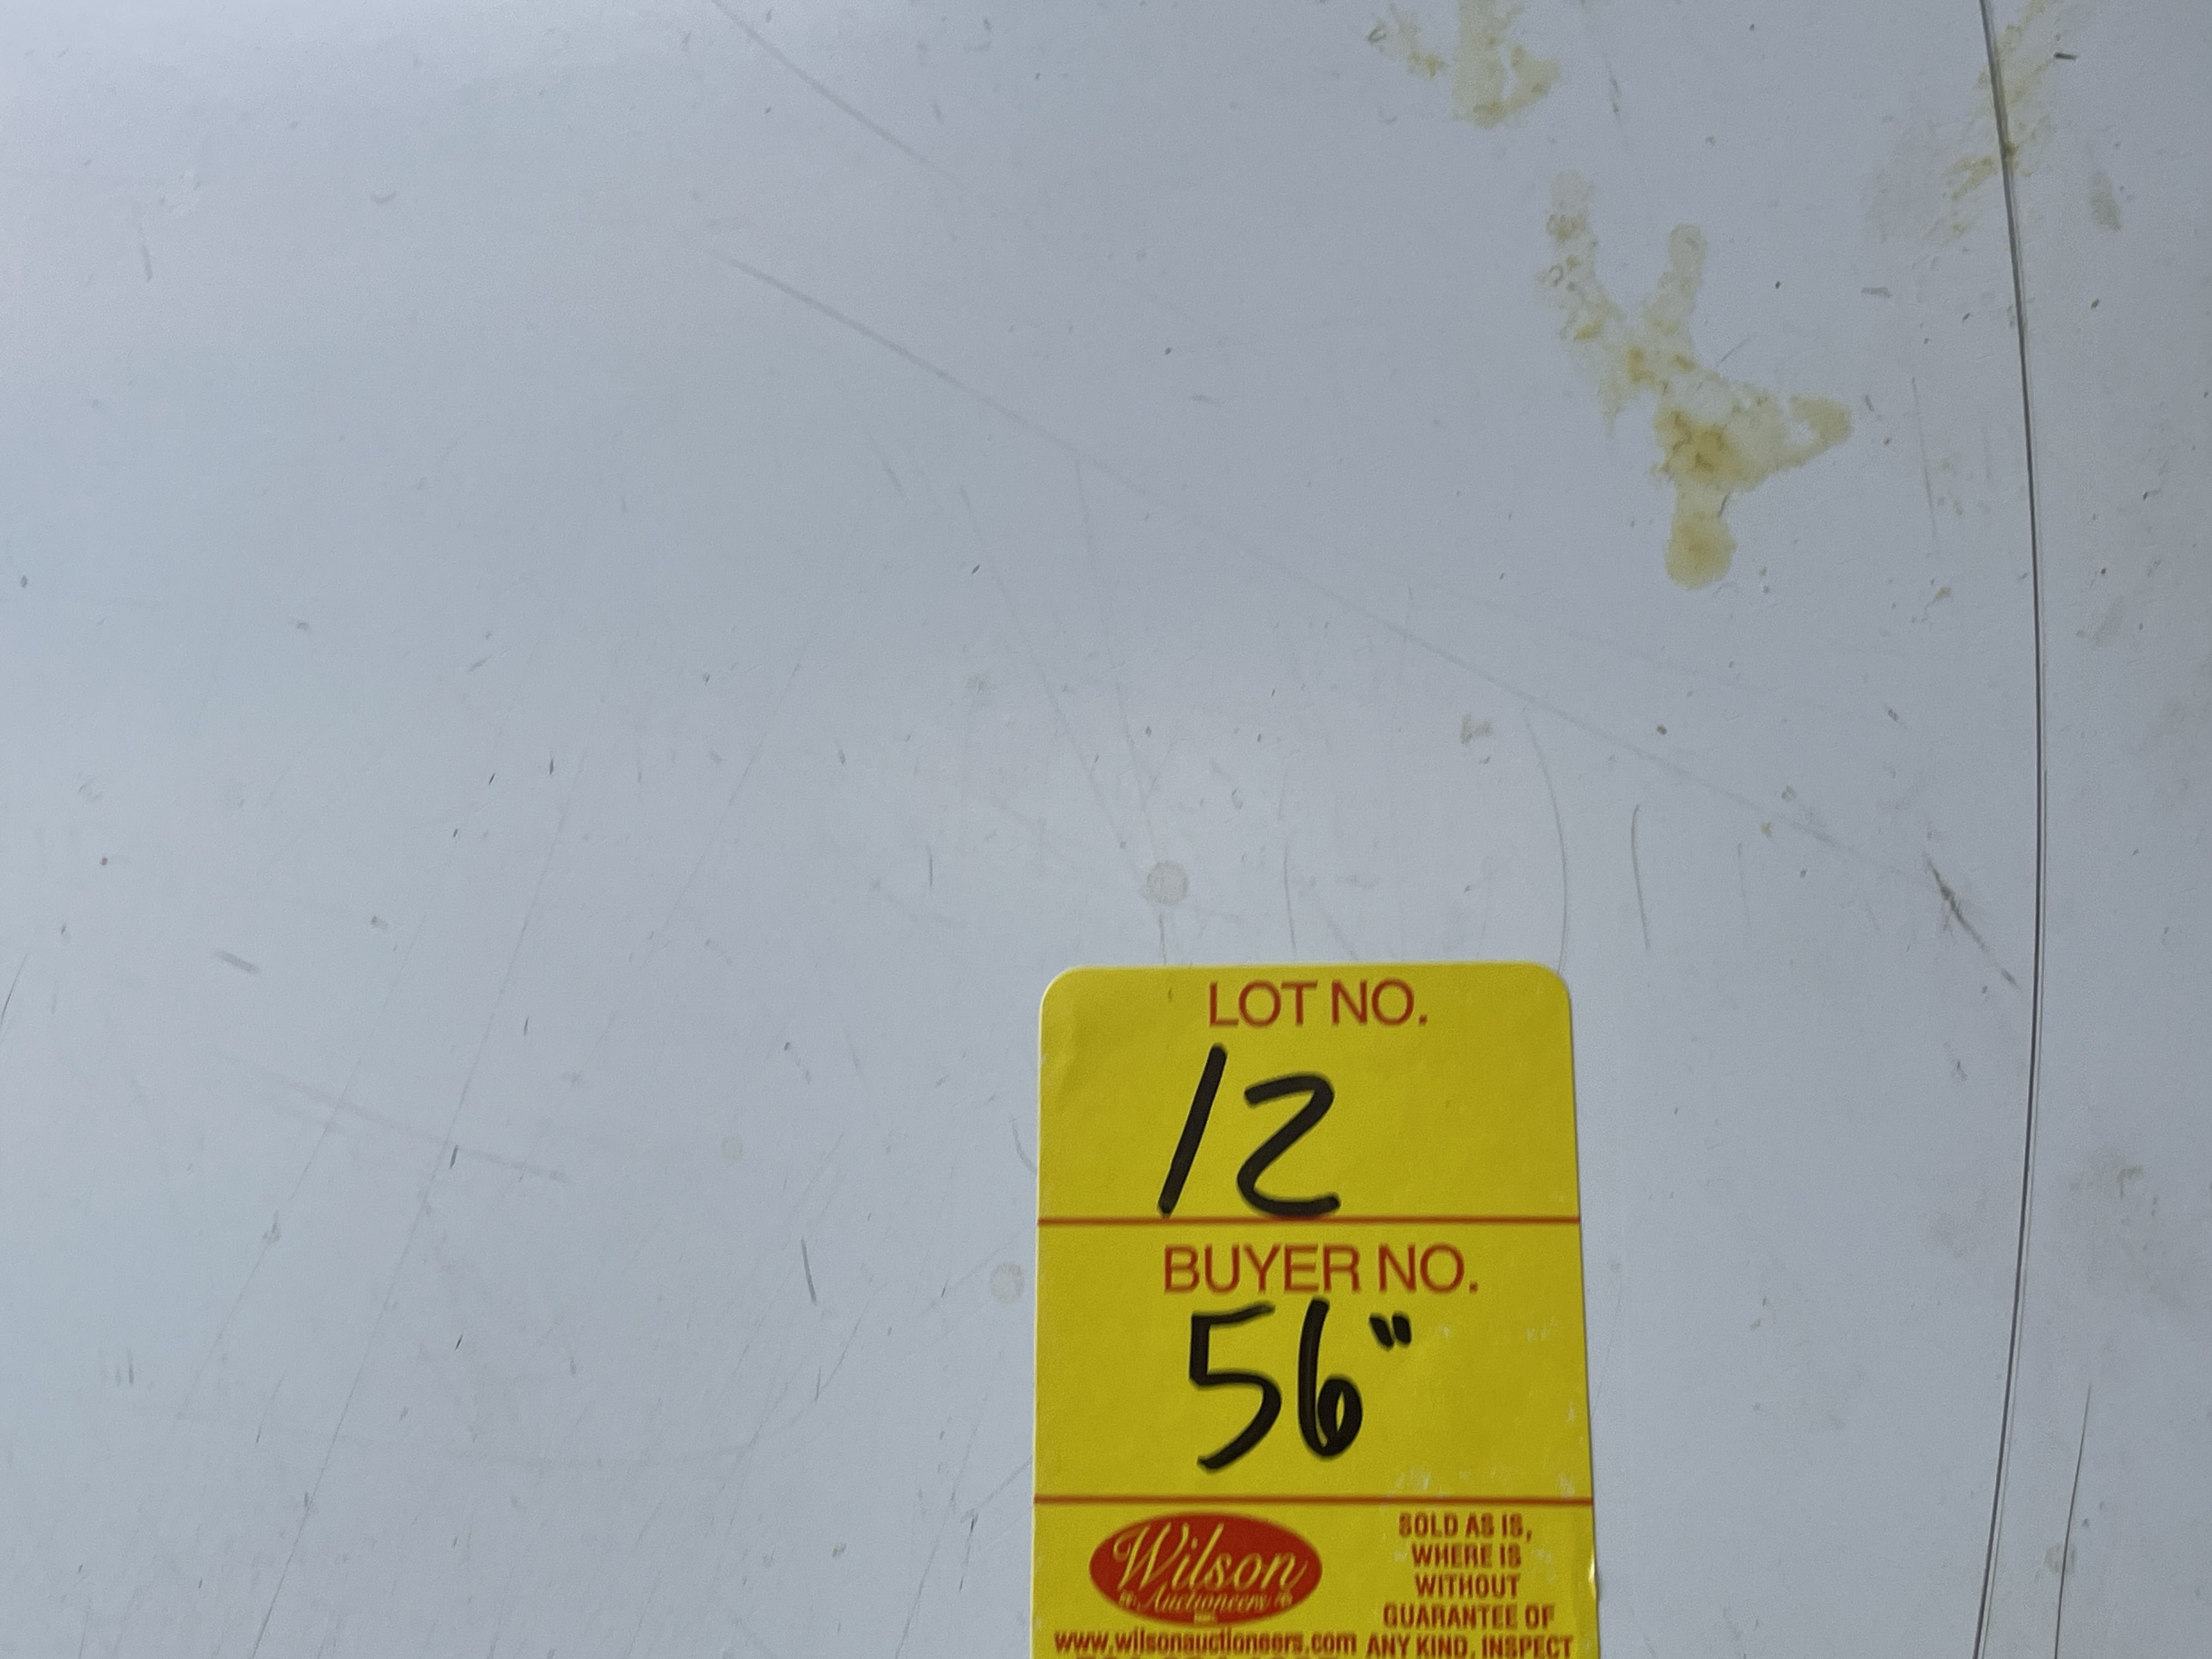 LOT NO.
12
BUYER NO.
56"
Wilson
Auctioneers
www.wilsonauctioneers.com
SOLD AS IS,
WHERE IS
WITHOUT
GUARANTEE OF
ANY KIND, INSPECT